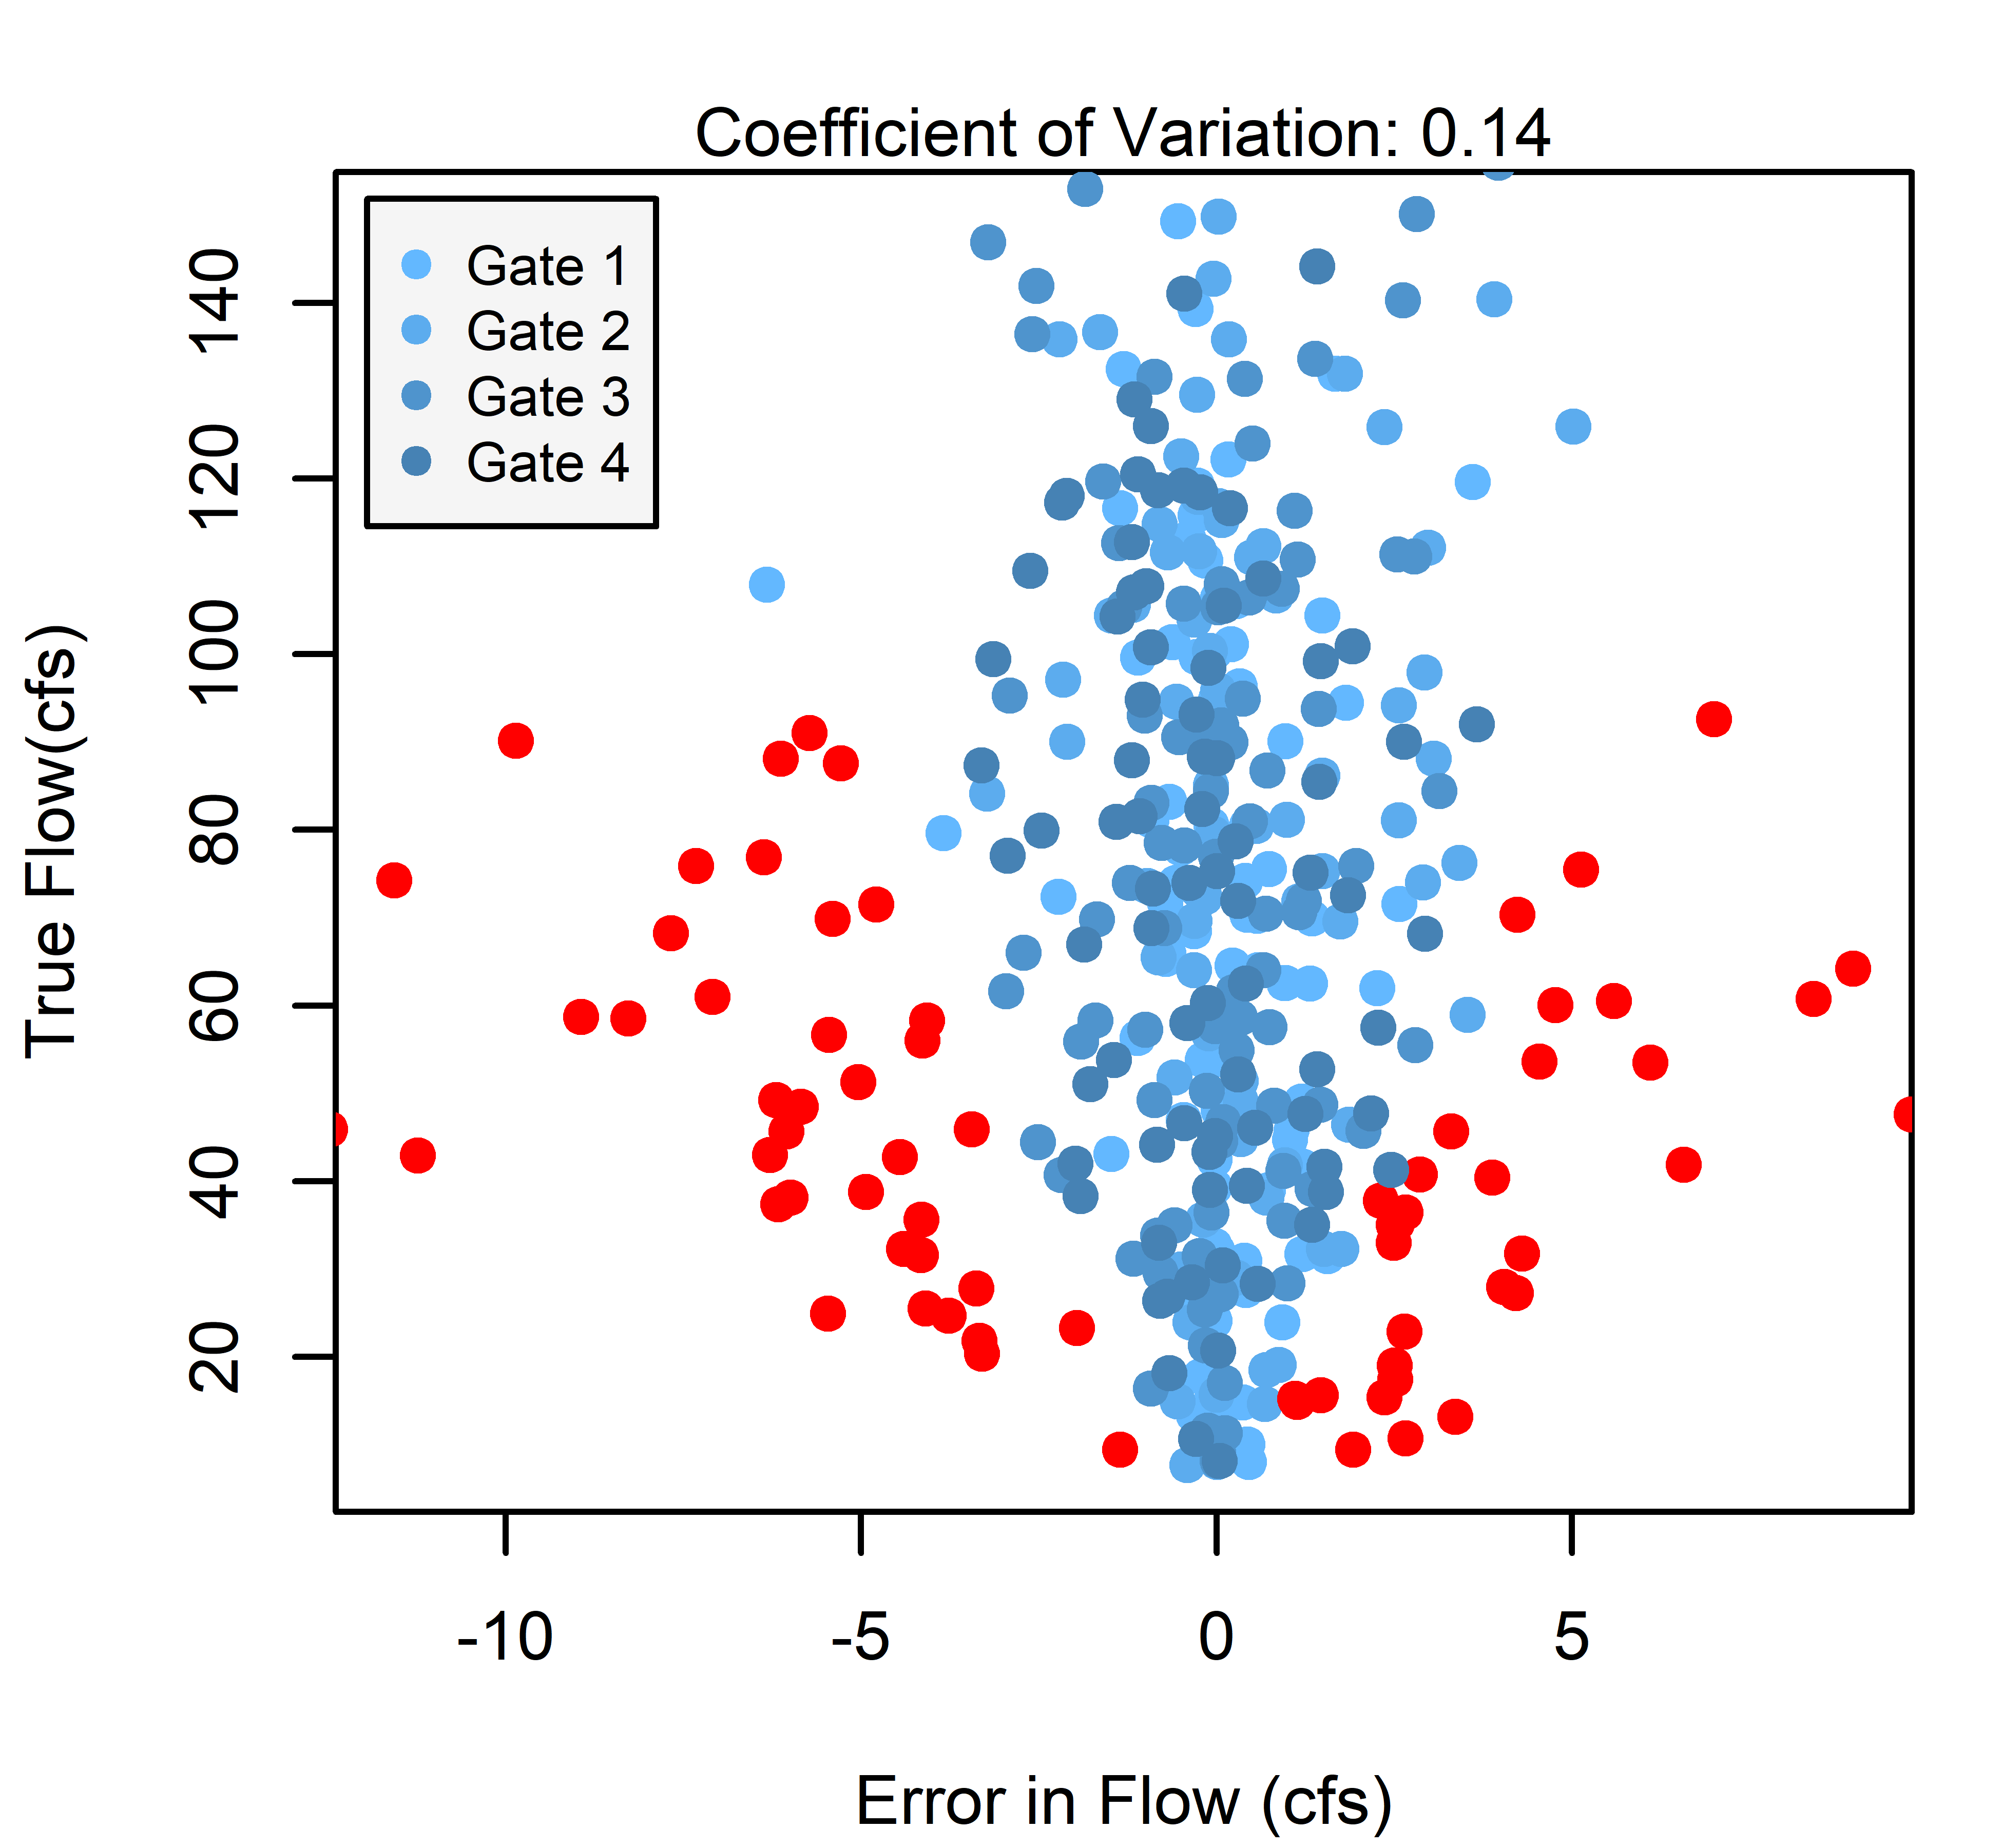 Coefficient of Variation: 0.14
Gate 1
Gate 2
Gate 3
Gate 4
True Flow(cfs)
140
120
100
80
60
40
20
-10 -5 0 5
Error in Flow (cfs)